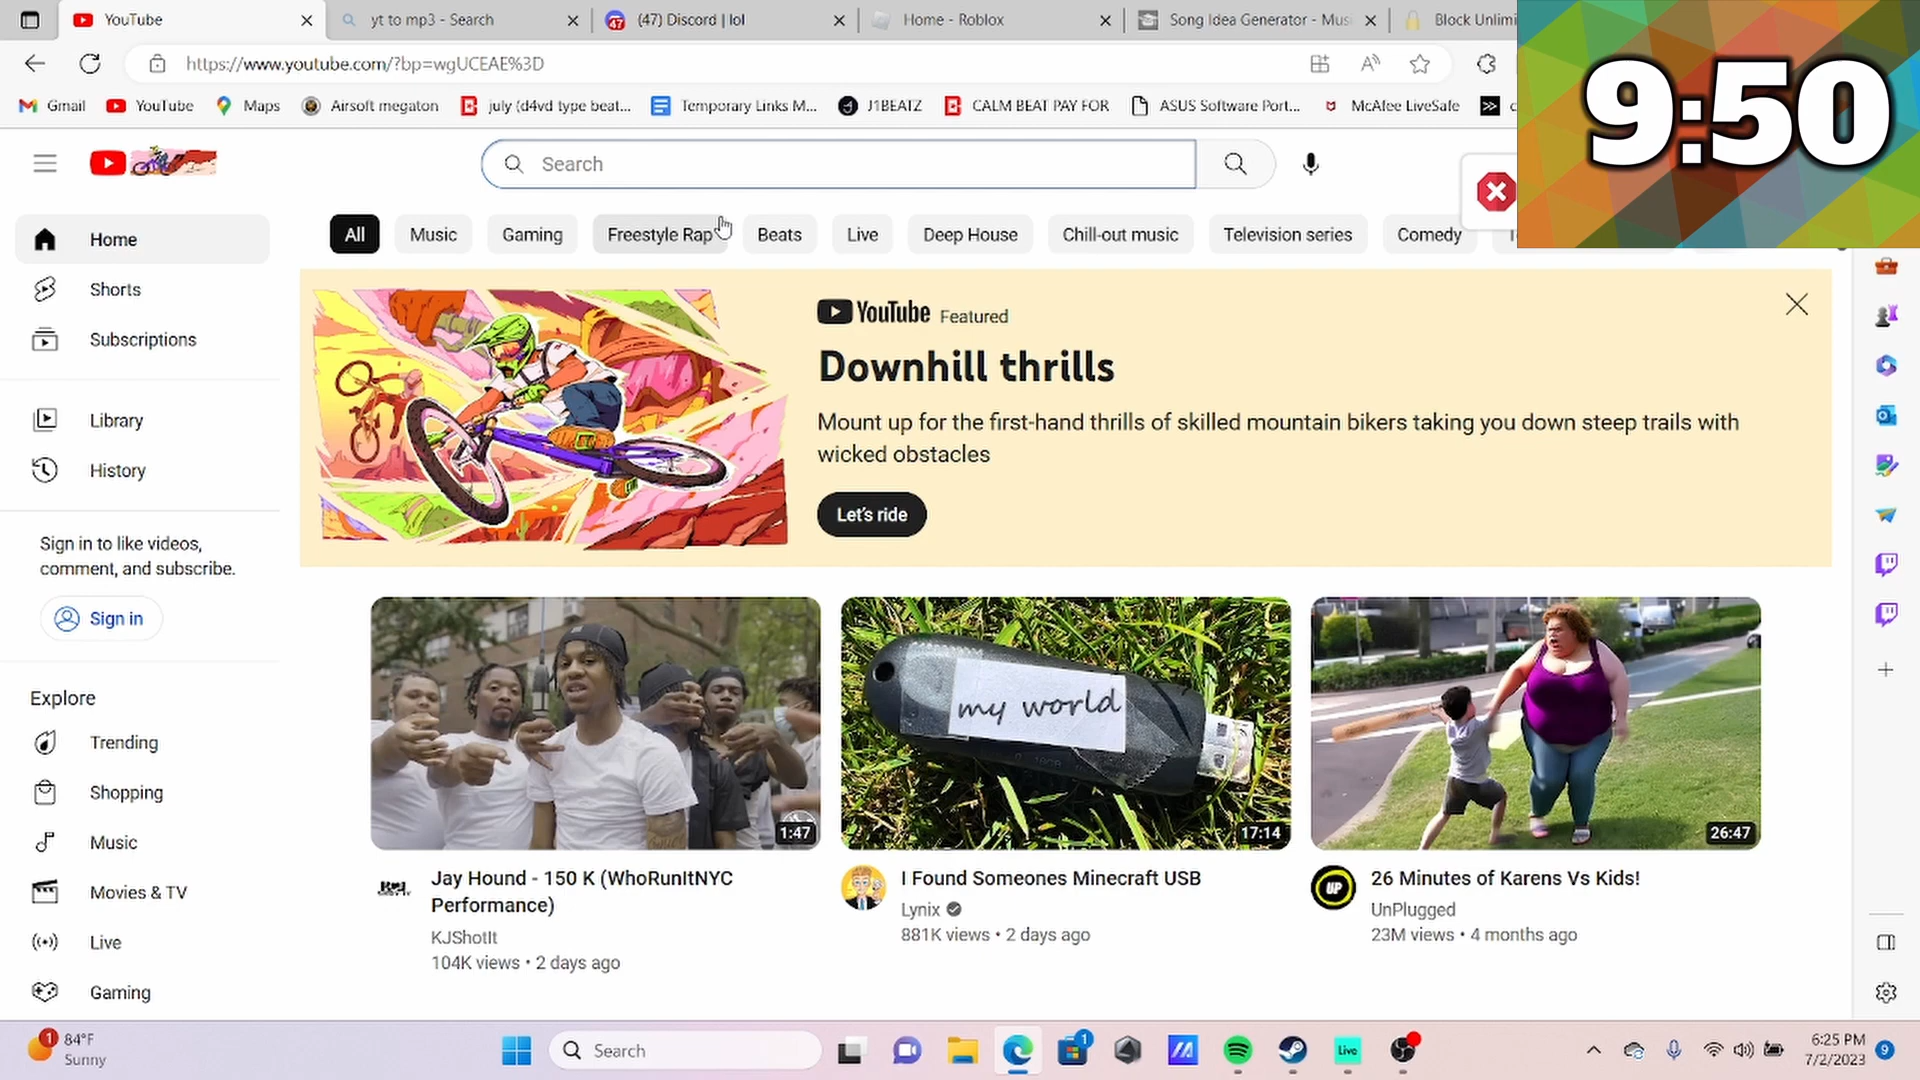 YouTube
yt to mp3 - Search
(47) Discord | lol
Home - Roblox
Song Idea Generator - Mus
Block Unlimi
https://www.youtube.com/?bp=wgUCEAE%3D
Gmail
YouTube
Maps
Airsoft megaton
july (d4vd type beat...
Temporary Links M...
J1BEATZ
CALM BEAT PAY FOR
ASUS Software Port...
McAfee LiveSafe
9:50
Search
Home
Shorts
Subscriptions
Library
History
Sign in to like videos,
comment, and subscribe.
Sign in
Explore
Trending
Shopping
Music
Movies & TV
Live
Gaming
All
Music
Gaming
Freestyle Rap
Beats
Live
Deep House
Chill-out music
Television series
Comedy
YouTube Featured
Downhill thrills
Mount up for the first-hand thrills of skilled mountain bikers taking you down steep trails with
wicked obstacles
Let's ride
1:47
Jay Hound - 150 K (WhoRunItNYC
Performance)
KJShotIt
104K views • 2 days ago
my world
17:14
I Found Someones Minecraft USB
Lynix
881K views • 2 days ago
26:47
UP
26 Minutes of Karens Vs Kids!
UnPlugged
23M views • 4 months ago
1
84°F
Sunny
Search
1
Live
6:25 PM
7/2/2023
9